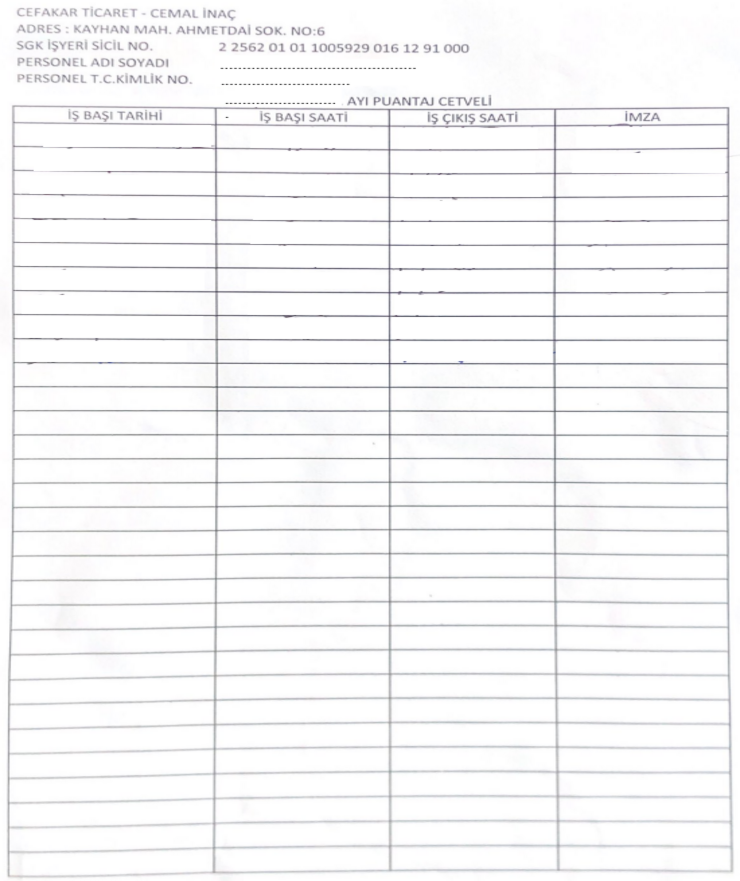 CEFAKAR TİCARET - CEMAL İNAÇ
ADRES : KAYHAN MAH. AHMETDAİ SOK. NO:6
SGK İŞYERİ SİCİL NO. 2 2562 01 01 1005929 016 12 91 000
PERSONEL ADI SOYADI ........................................
PERSONEL T.C.KİMLİK NO. ..........................
....................... AYI PUANTAJ CETVELİ
İŞ BAŞI TARİHİ İŞ BAŞI SAATİ İŞ ÇIKIŞ SAATİ İMZA